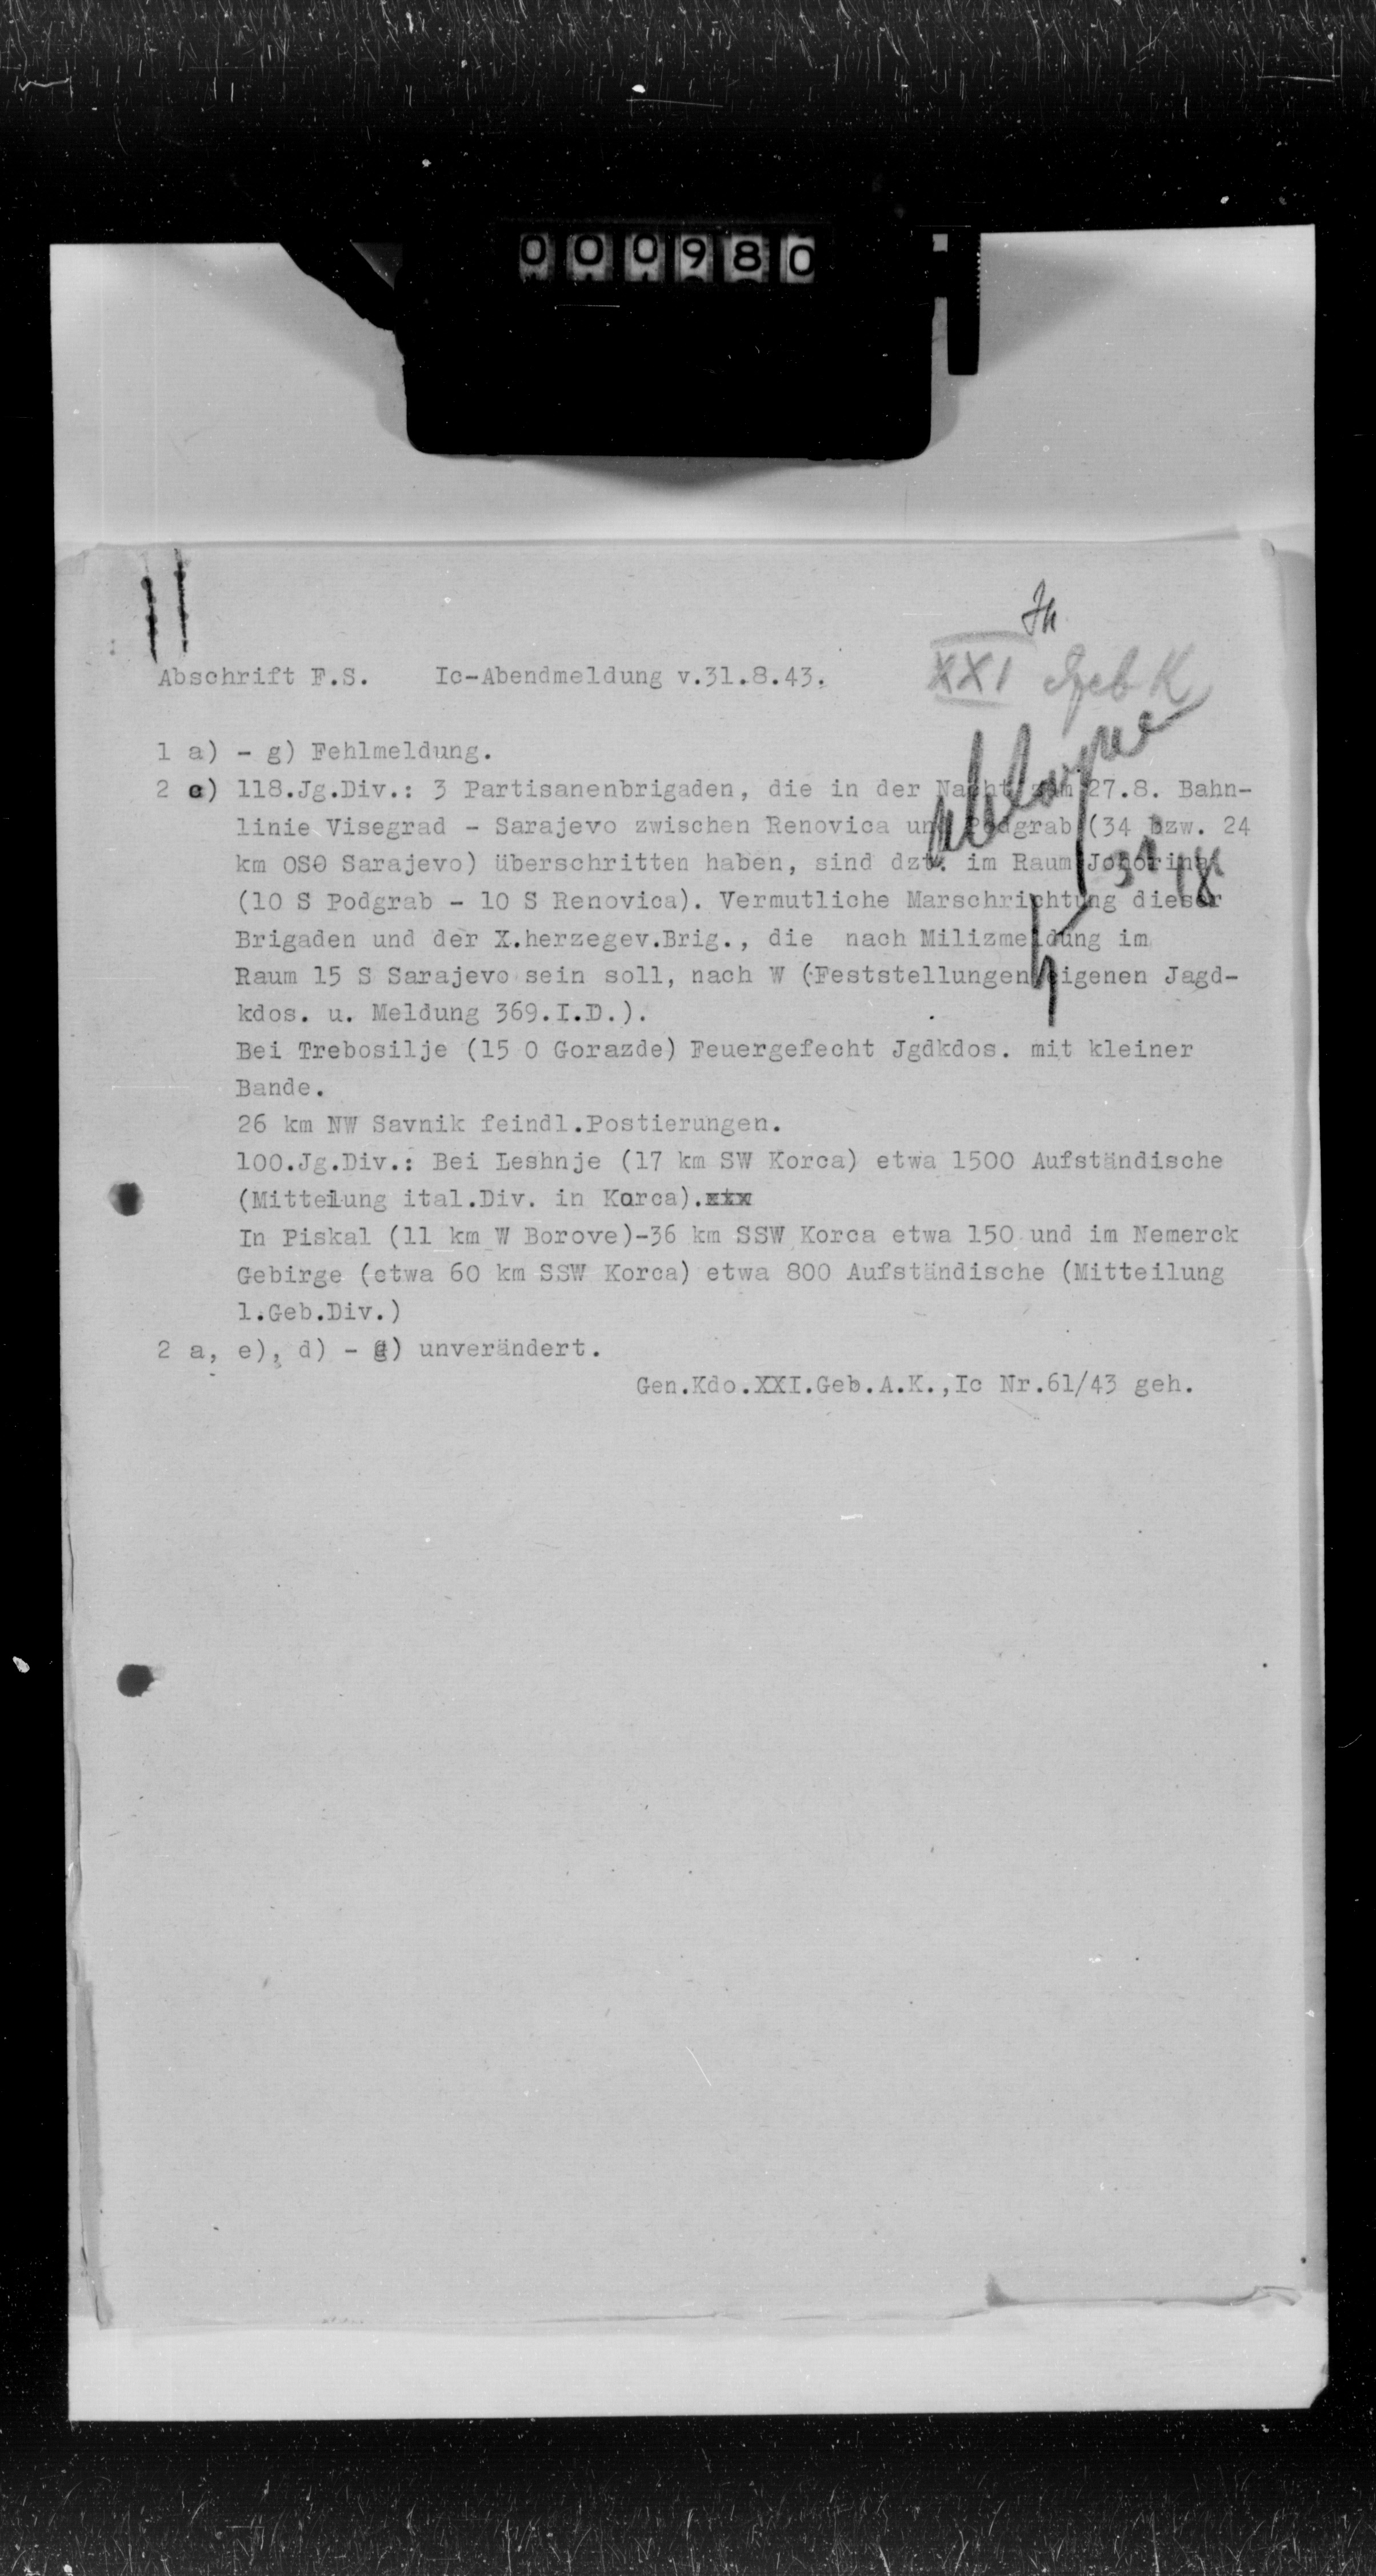 000980
XXI Geb K
Abschrift F.S. Ic-Abendmeldung v.31.8.43.
1 a) - g) Fehlmeldung.
2 c) 118.Jg.Div.: 3 Partisanenbrigaden, die in der Nacht zum 27.8. Bahn-
linie Visegrad - Sarajevo zwischen Renovica und Podgrab (34 bzw. 24
km OSO Sarajevo) überschritten haben, sind dzt. im Raum Johorina
(10 S Podgrab - 10 S Renovica). Vermutliche Marschrichtung dieser
Brigaden und der X.herzegev.Brig., die nach Milizmeldung im
Raum 15 S Sarajevo sein soll, nach W (Feststellungen eigenen Jagd-
kdos. u. Meldung 369.I.D.).
Bei Trebosilje (15 O Gorazde) Feuergefecht Jgdkdos. mit kleiner
Bande.
26 km NW Savnik feindl.Postierungen.
100.Jg.Div.: Bei Leshnje (17 km SW Korca) etwa 1500 Aufständische
(Mitteilung ital.Div. in Korca).
In Piskal (11 km W Borove)-36 km SSW Korca etwa 150 und im Nemerck
Gebirge (etwa 60 km SSW Korca) etwa 800 Aufständische (Mitteilung
1.Geb.Div.)
2 a, e), d) - g) unverändert.
Gen.Kdo.XXI.Geb.A.K.,Ic Nr.61/43 geh.